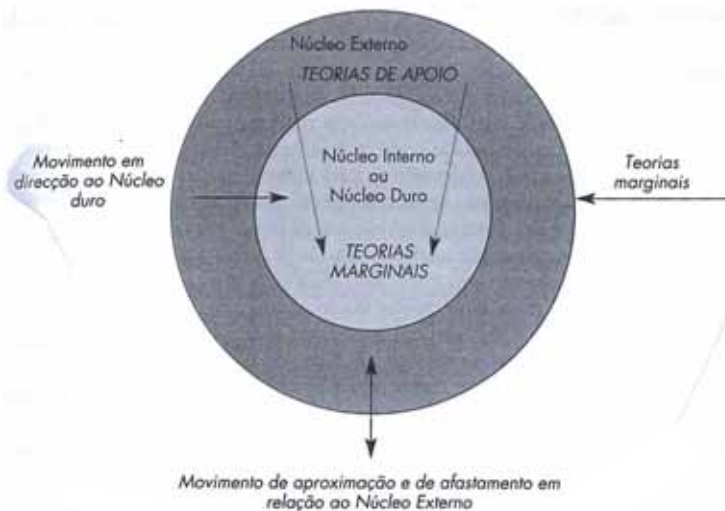 Núcleo Externo
TEORIAS DE APOIO
Movimento em
direcção ao Núcleo
duro
Núcleo Interno
ou
Núcleo Duro
Teorias
marginais
TEORIAS
MARGINAIS
Movimento de aproximação e de afastamento em
relação ao Núcleo Externo